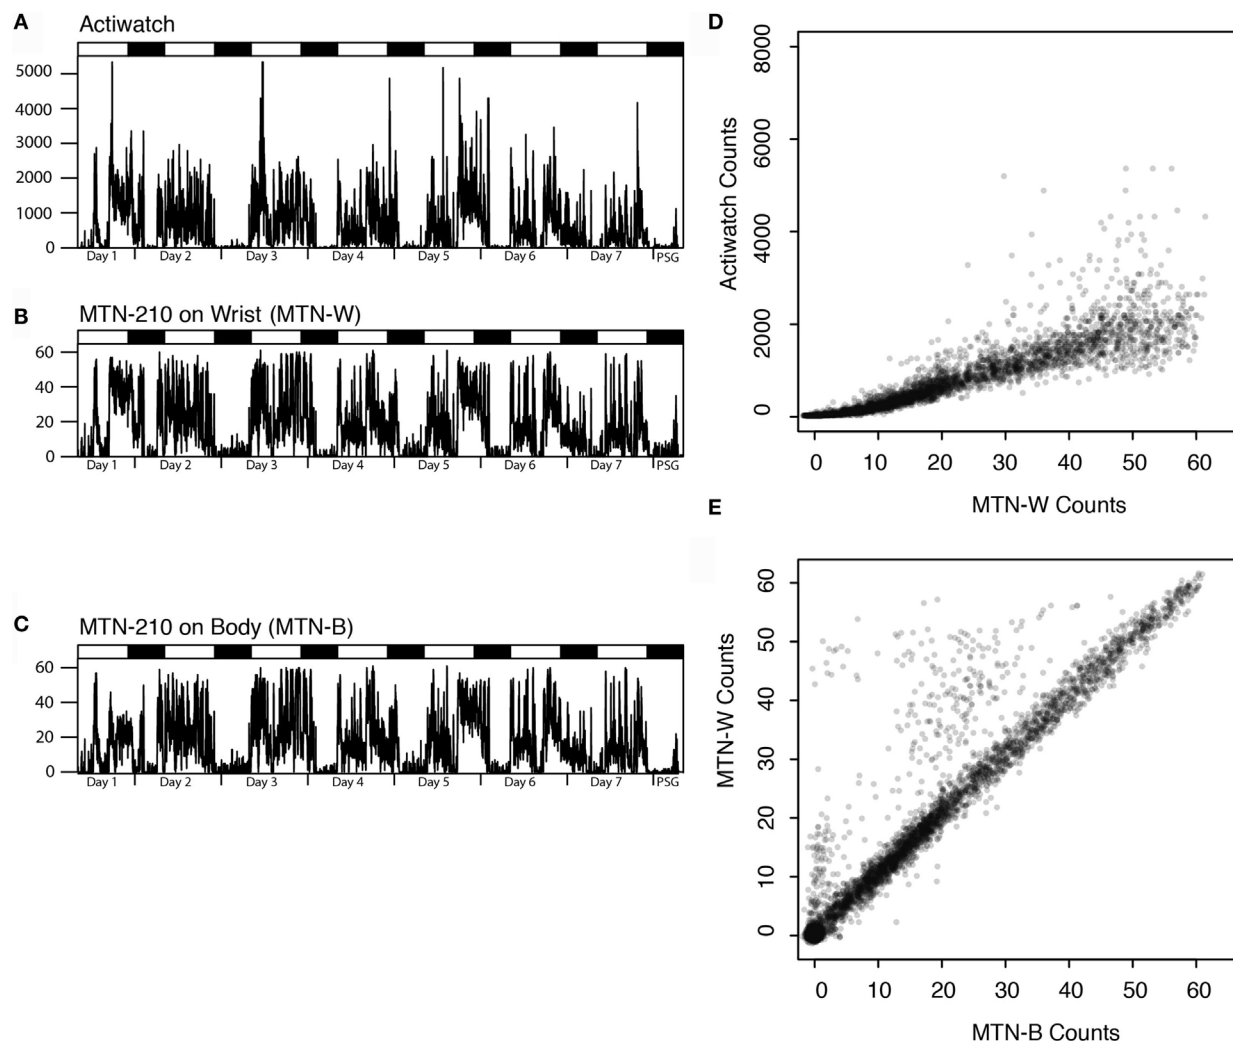 A
Actiwatch
5000
4000
3000
2000
1000
0
Day 1 Day 2 Day 3 Day 4 Day 5 Day 6 Day 7 PSG
B
MTN-210 on Wrist (MTN-W)
60
40
20
0
Day 1 Day 2 Day 3 Day 4 Day 5 Day 6 Day 7 PSG
C
MTN-210 on Body (MTN-B)
60
40
20
0
Day 1 Day 2 Day 3 Day 4 Day 5 Day 6 Day 7 PSG
D
Actiwatch Counts
8000
6000
4000
2000
0
0 10 20 30 40 50 60
MTN-W Counts
E
MTN-W Counts
60
50
40
30
20
10
0
0 10 20 30 40 50 60
MTN-B Counts